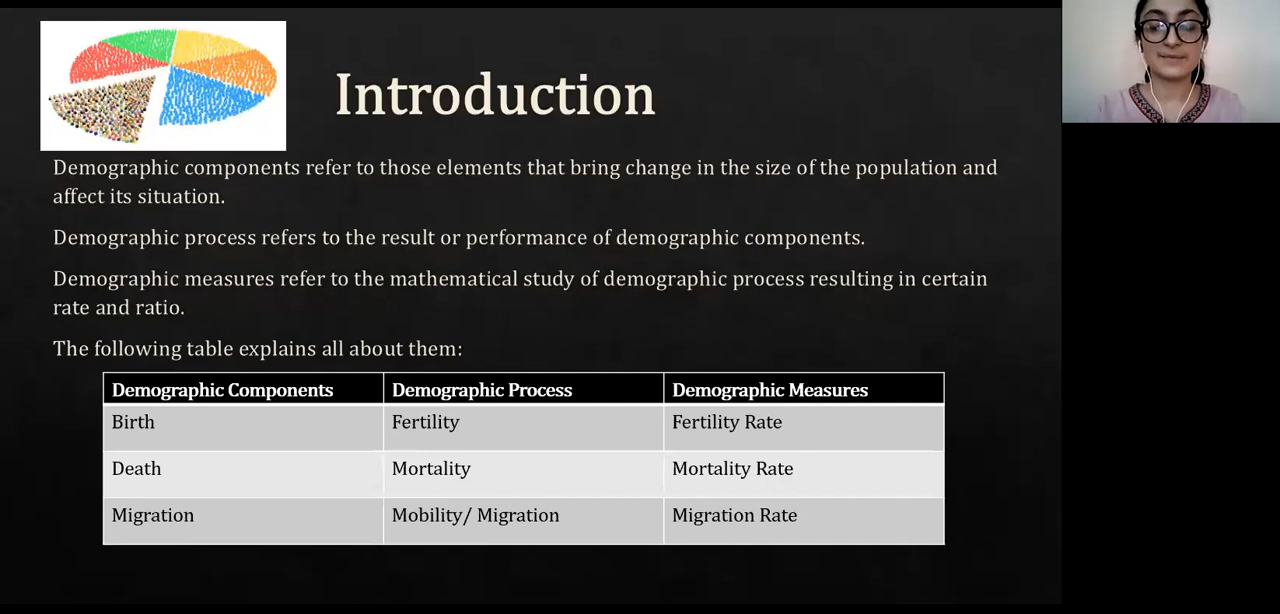 Introduction
Demographic components refer to those elements that bring change in the size of the population and
affect its situation.
Demographic process refers to the result or performance of demographic components.
Demographic measures refer to the mathematical study of demographic process resulting in certain
rate and ratio.
The following table explains all about them:
Demographic Components Demographic Process Demographic Measures
Birth Fertility Fertility Rate
Death Mortality Mortality Rate
Migration Mobility/ Migration Migration Rate